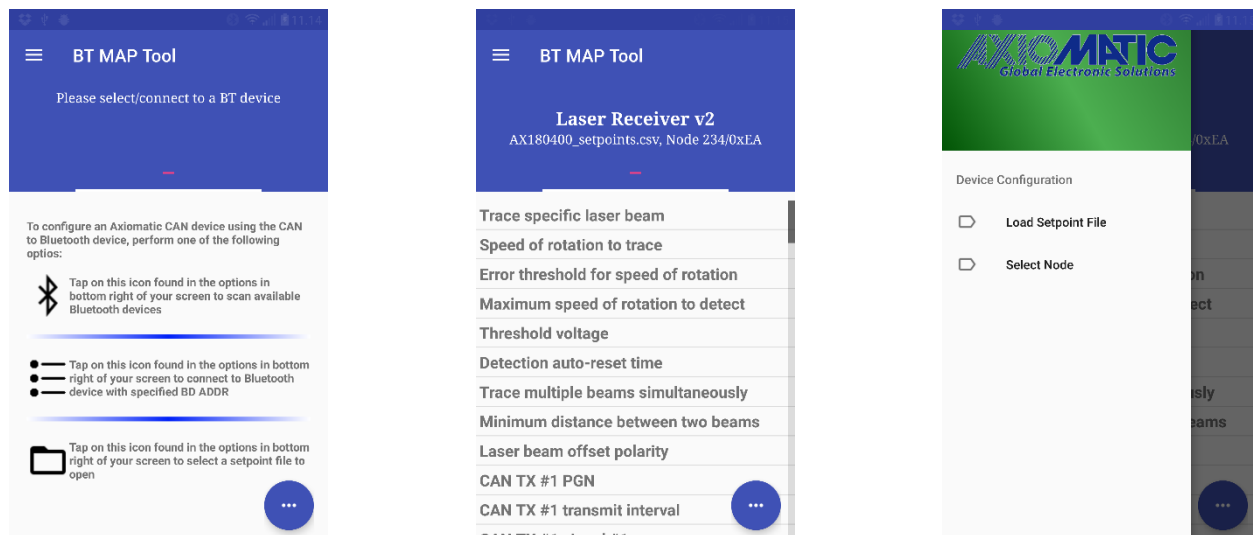 11:14
BT MAP Tool
Please select/connect to a BT device
To configure an Axiomatic CAN device using the CAN
to Bluetooth device, perform one of the following
optios:
Tap on this icon found in the options in
bottom right of your screen to scan available
Bluetooth devices
Tap on this icon found in the options in bottom
right of your screen to connect to Bluetooth
device with specified BD ADDR
Tap on this icon found in the options in bottom
right of your screen to select a setpoint file to
open
BT MAP Tool
Laser Receiver v2
AX180400_setpoints.csv, Node 234/0xEA
Trace specific laser beam
Speed of rotation to trace
Error threshold for speed of rotation
Maximum speed of rotation to detect
Threshold voltage
Detection auto-reset time
Trace multiple beams simultaneously
Minimum distance between two beams
Laser beam offset polarity
CAN TX #1 PGN
CAN TX #1 transmit interval
AXIOMATIC
Global Electronic Solutions
/0xEA
Device Configuration
Load Setpoint File
Select Node
on
ect
usly
eams